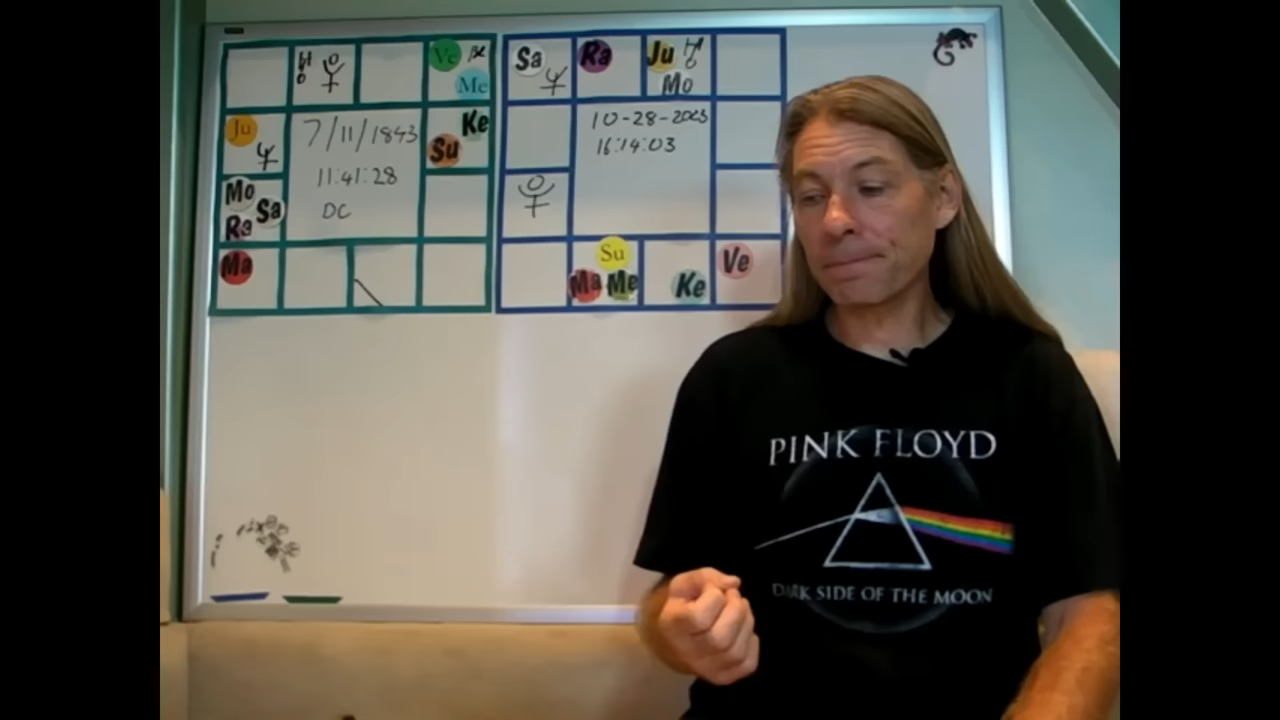 Ve
Me
Ju
Ke
Su
7/11/1843
11:41:28
DC
Mo
Sa
Ra
Ma
Sa
Ra
Ju
Mo
10-28-2023
16:14:03
Su
Ma
Me
Ke
Ve
PINK FLOYD
DARK SIDE OF THE MOON